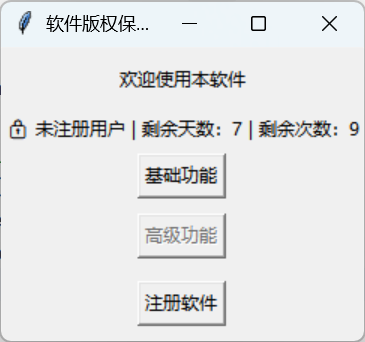 软件版权保...
欢迎使用本软件
未注册用户 | 剩余天数：7 | 剩余次数：9
基础功能
高级功能
注册软件